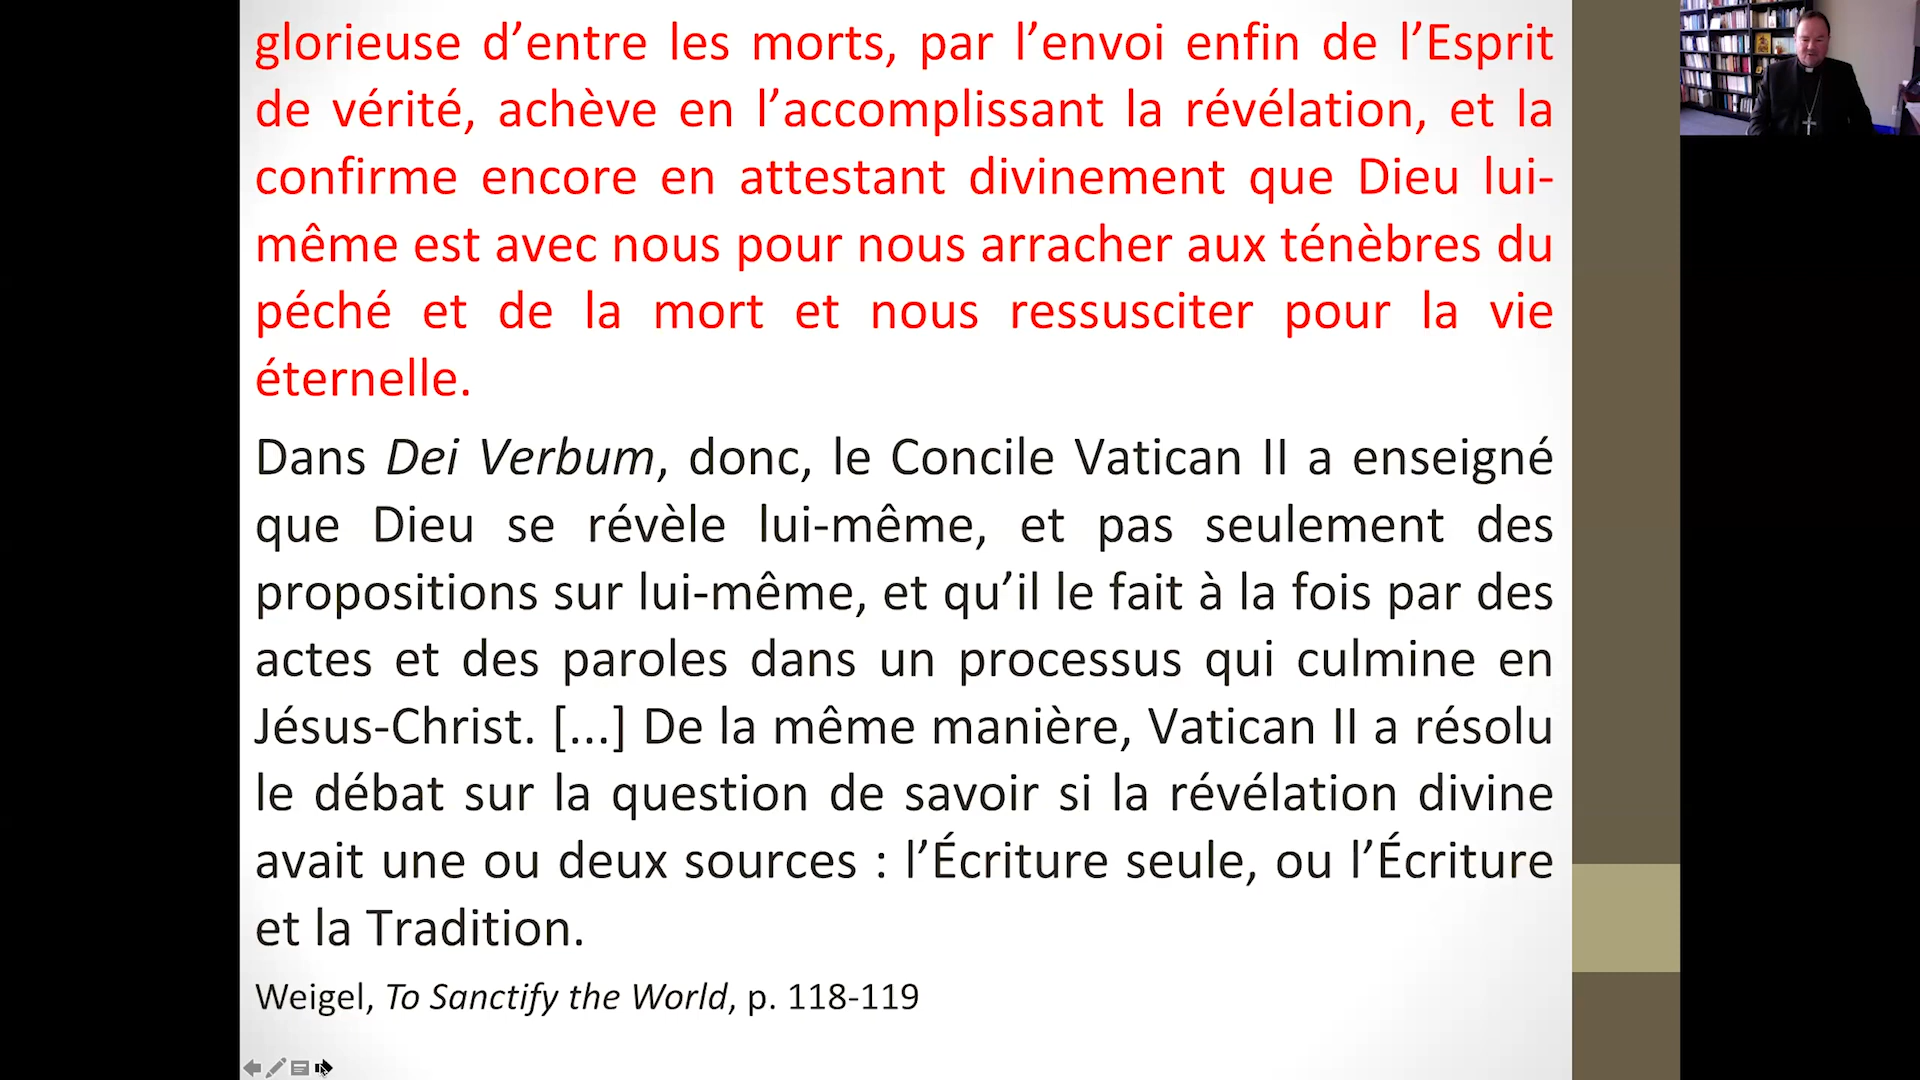 glorieuse d’entre les morts, par l’envoi enfin de l’Esprit
de vérité, achève en l’accomplissant la révélation, et la
confirme encore en attestant divinement que Dieu lui-
même est avec nous pour nous arracher aux ténèbres du
péché et de la mort et nous ressusciter pour la vie
éternelle.
Dans Dei Verbum, donc, le Concile Vatican II a enseigné
que Dieu se révèle lui-même, et pas seulement des
propositions sur lui-même, et qu’il le fait à la fois par des
actes et des paroles dans un processus qui culmine en
Jésus-Christ. [...] De la même manière, Vatican II a résolu
le débat sur la question de savoir si la révélation divine
avait une ou deux sources : l’Écriture seule, ou l’Écriture
et la Tradition.
Weigel, To Sanctify the World, p. 118-119